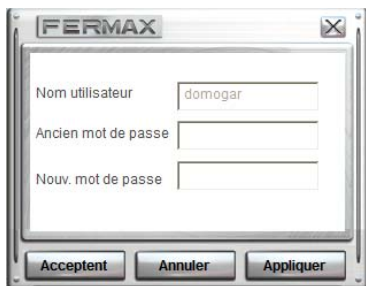 FERMAX
Nom utilisateur domogar
Ancien mot de passe
Nouv. mot de passe
Acceptent Annuler Appliquer